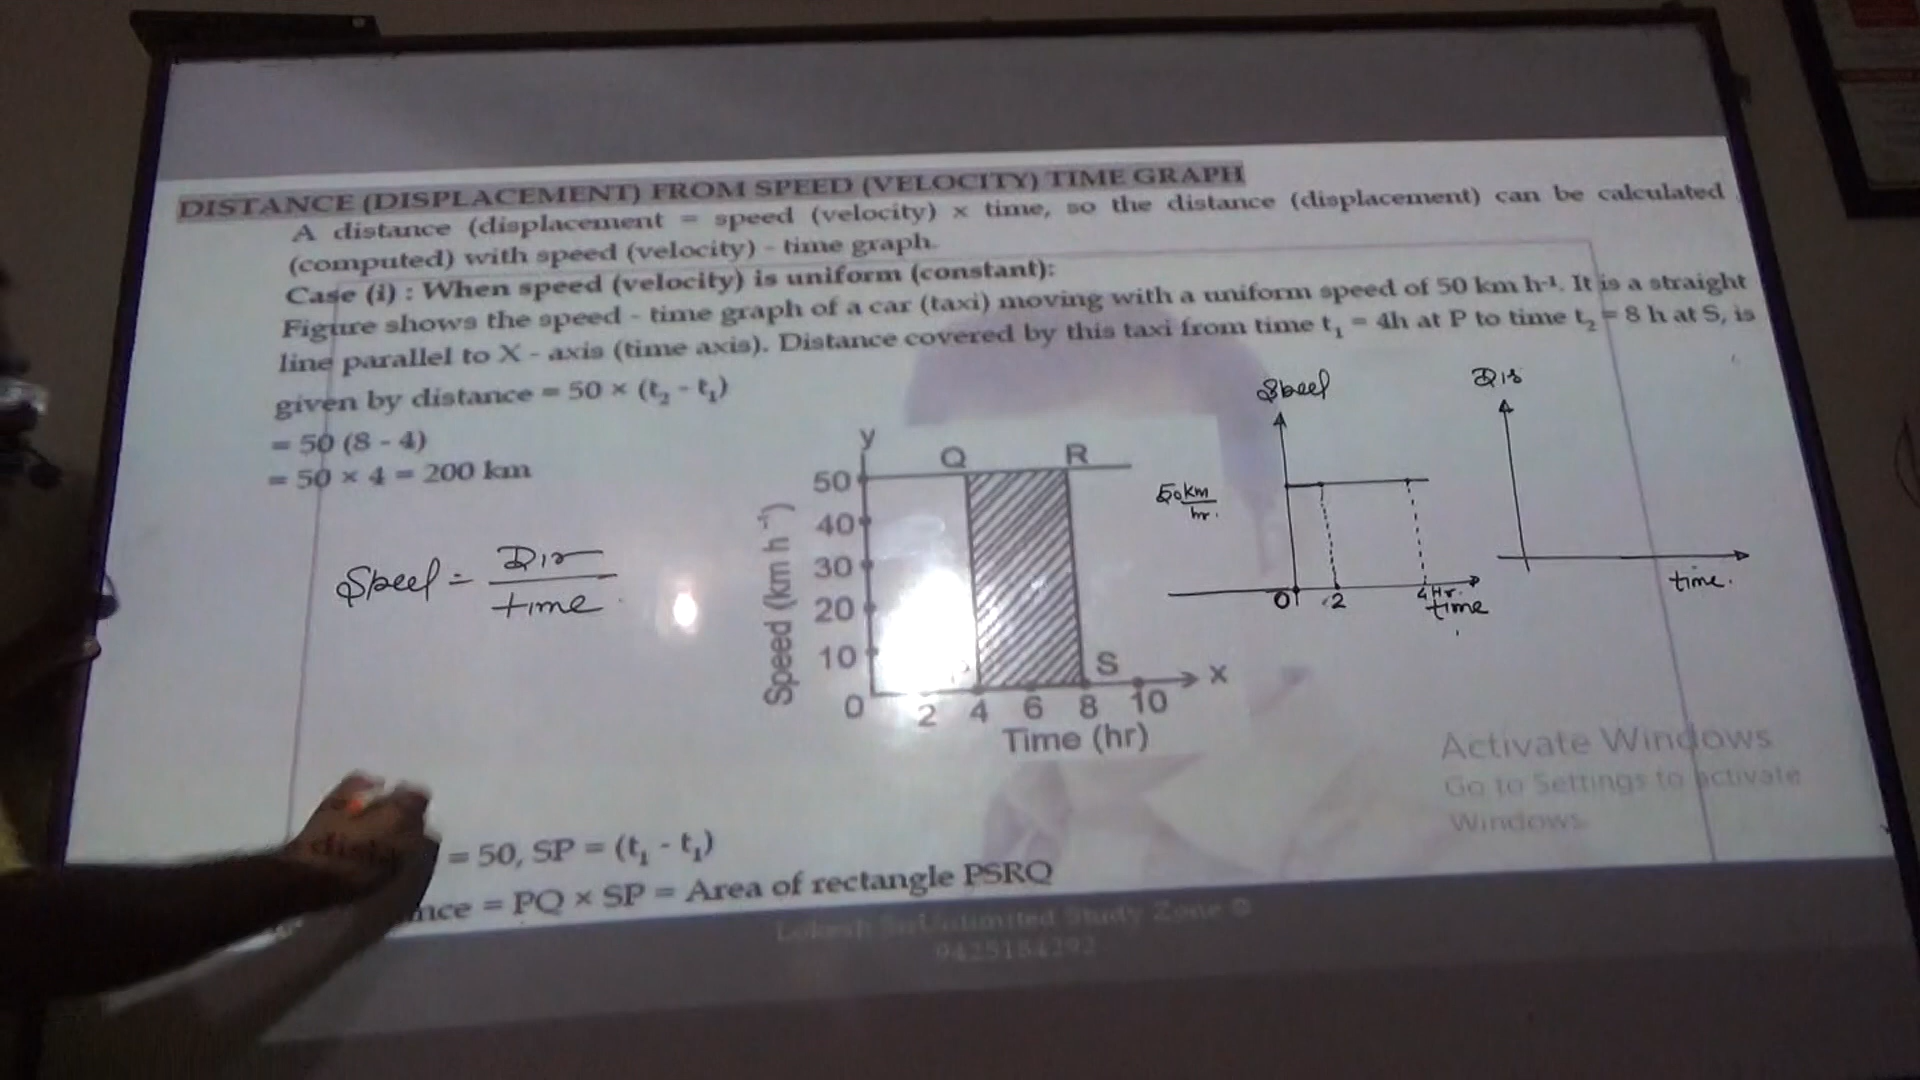 DISTANCE (DISPLACEMENT) FROM SPEED (VELOCITY) TIME GRAPH
A distance (displacement = speed (velocity) × time, so the distance (displacement) can be calculated
(computed) with speed (velocity) - time graph.
Case (i) : When speed (velocity) is uniform (constant):
Figure shows the speed - time graph of a car (taxi) moving with a uniform speed of 50 km h⁻¹. It is a straight
line parallel to X - axis (time axis). Distance covered by this taxi from time t₁ = 4h at P to time t₂ = 8 h at S, is
given by distance = 50 × (t₂ - t₁)
= 50 (8 - 4)
= 50 × 4 = 200 km
Speed = Dis
time
y
Q R
50
40
30
20
10
0
2 4 6 8 10
S
x
Speed (km h⁻¹)
Time (hr)
Speed
50 km
hr.
0 2 4Hr.
time
Dis
time.
Activate Windows
Go to Settings to activate
Windows.
= 50, SP = (t₁ - t₁)
nce = PQ × SP = Area of rectangle PSRQ
Unlimited Study Zone
9425184292